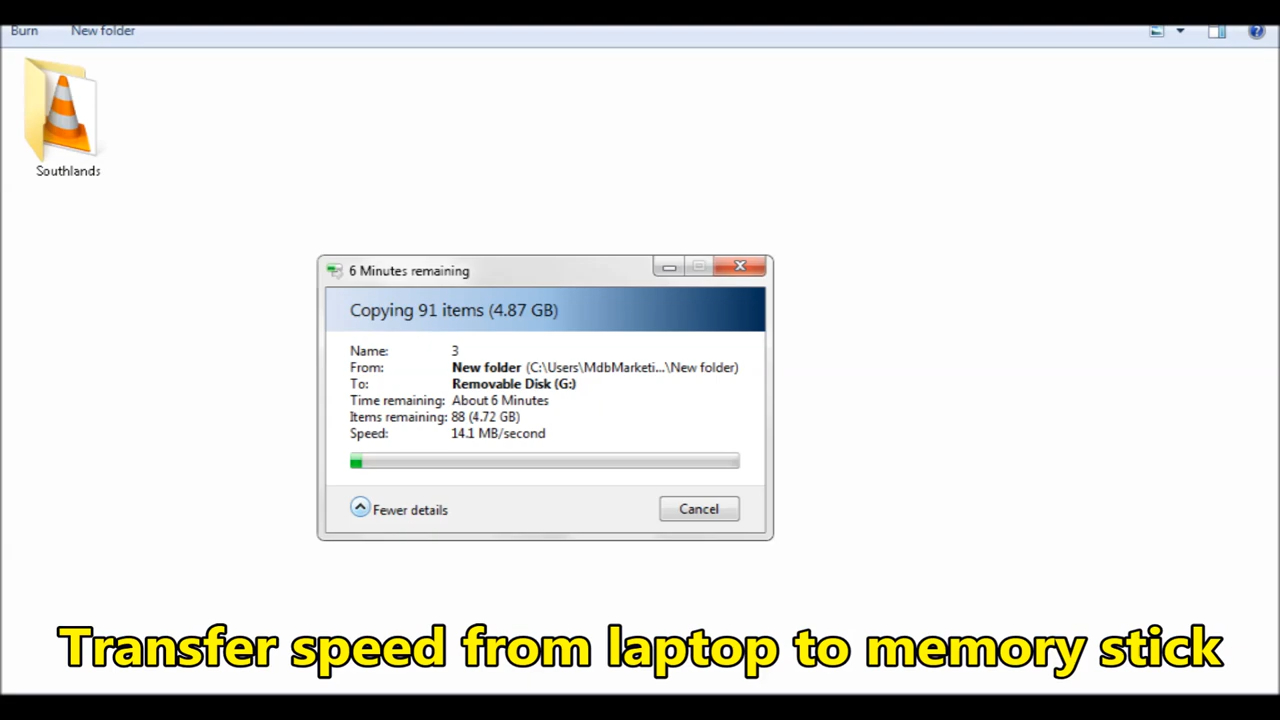 Burn New folder
Southlands
6 Minutes remaining
Copying 91 items (4.87 GB)
Name: 3
From: New folder (C:\Users\MdbMarketi...\New folder)
To: Removable Disk (G:)
Time remaining: About 6 Minutes
Items remaining: 88 (4.72 GB)
Speed: 14.1 MB/second
Fewer details
Cancel
Transfer speed from laptop to memory stick